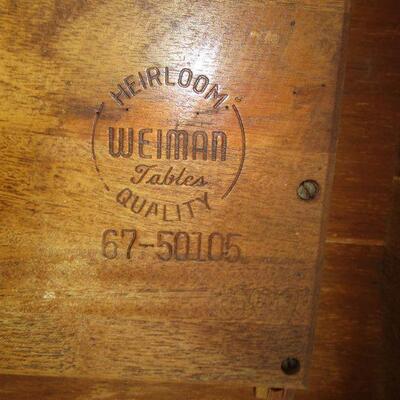 HEIRLOOM
WEIMAN
Tables
QUALITY
67-50105